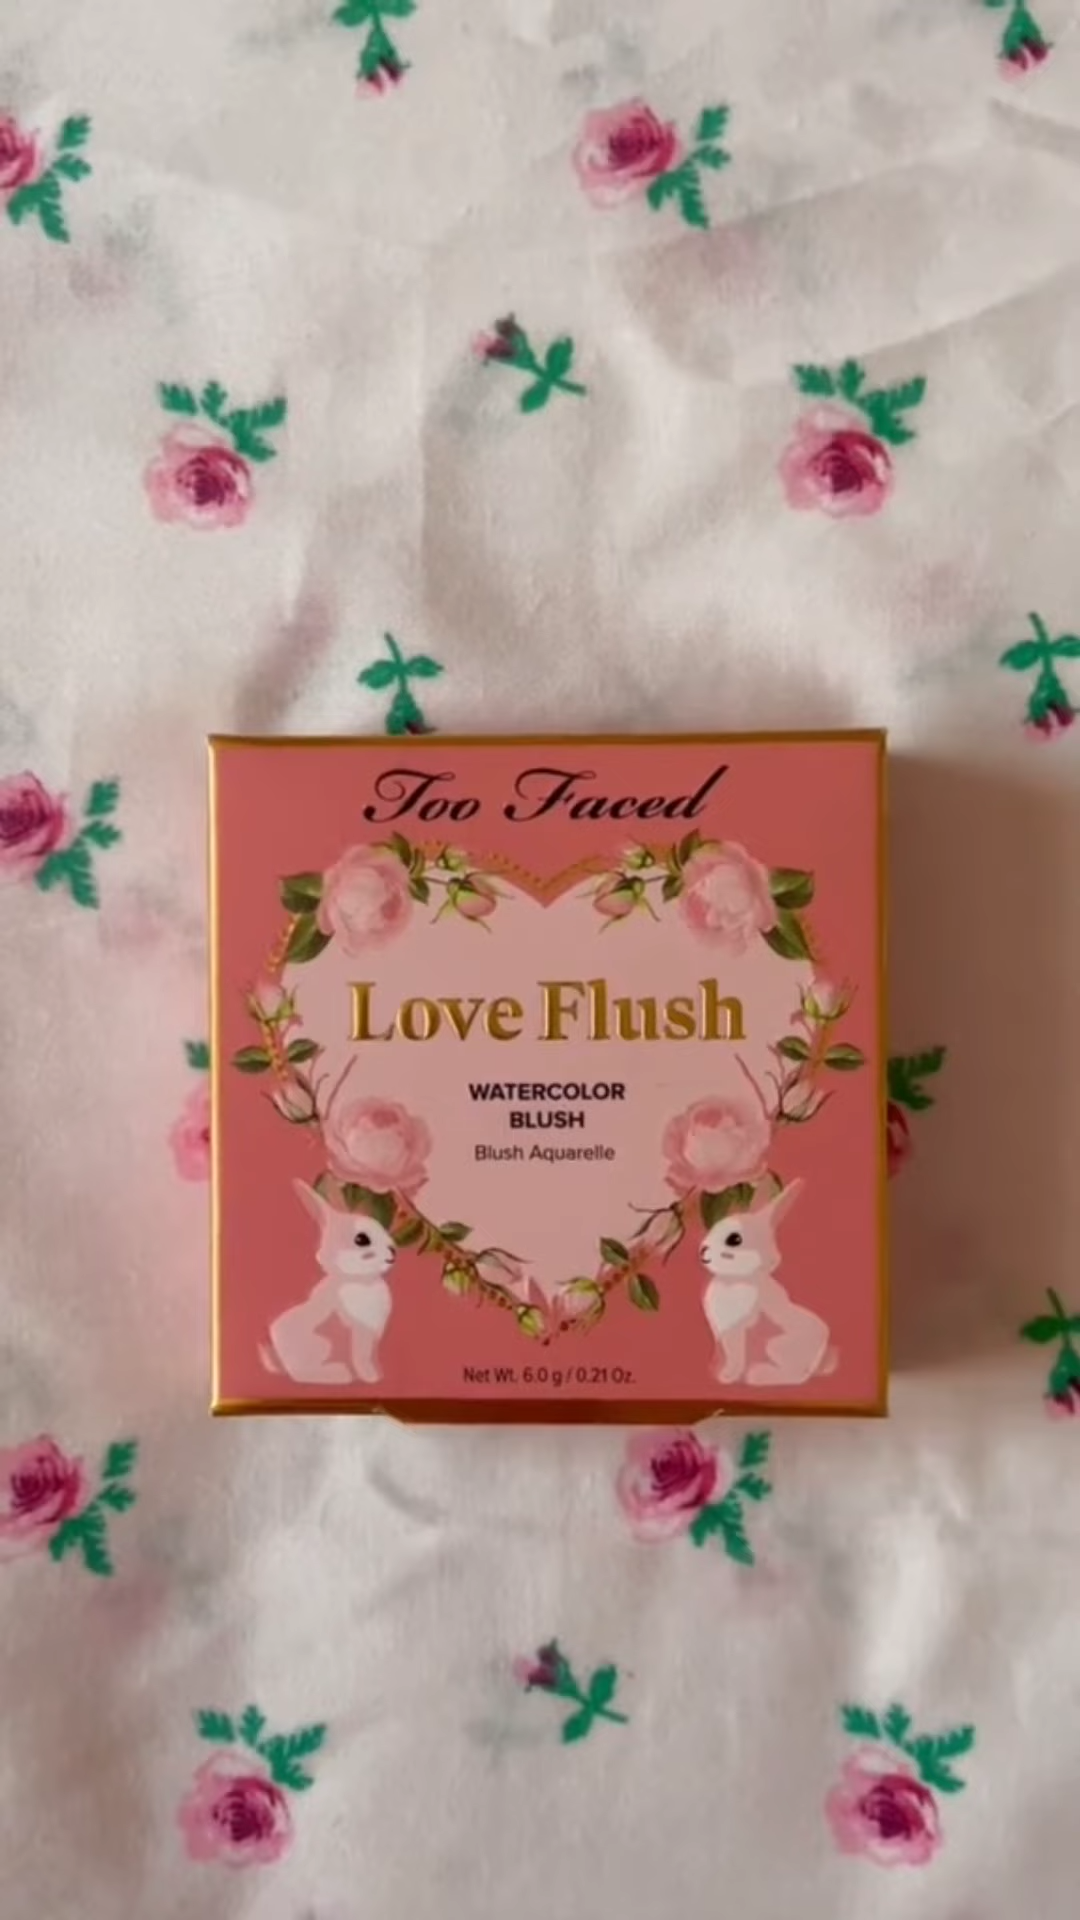 Too Faced
Love Flush
WATERCOLOR
BLUSH
Blush Aquarelle
Net Wt. 6.0 g / 0.21 Oz.